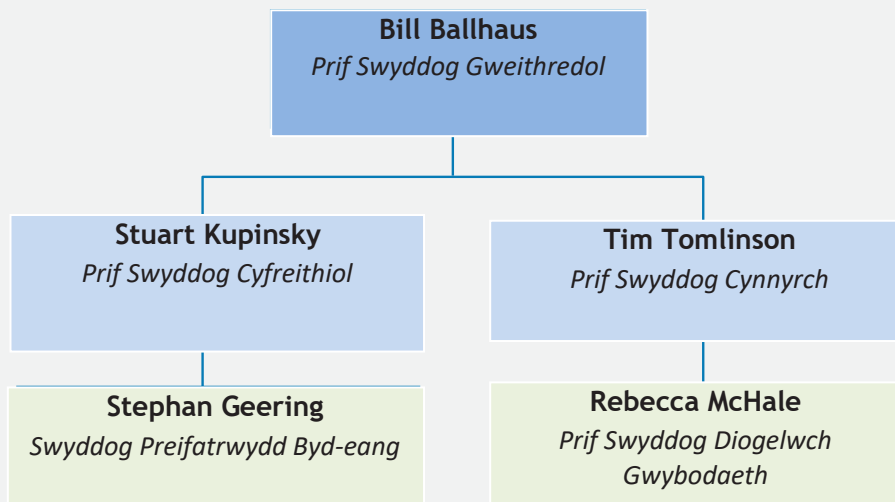 Bill Ballhaus
Prif Swyddog Gweithredol
Stuart Kupinsky
Prif Swyddog Cyfreithiol
Tim Tomlinson
Prif Swyddog Cynnyrch
Stephan Geering
Swyddog Preifatrwydd Byd-eang
Rebecca McHale
Prif Swyddog Diogelwch
Gwybodaeth